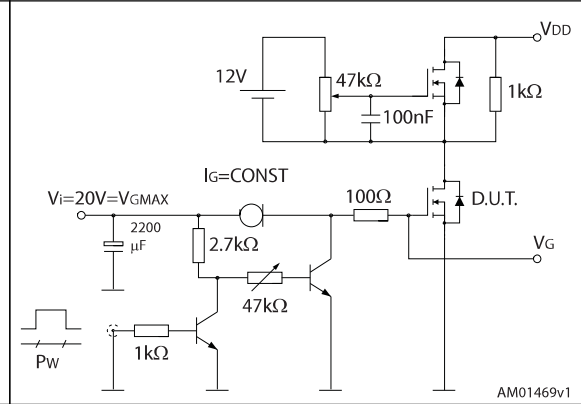 VDD
12V
47kΩ
1kΩ
100nF
IG=CONST
Vi=20V=VGMAX
100Ω
D.U.T.
2200
μF
2.7kΩ
VG
47kΩ
1kΩ
PW
AM01469v1